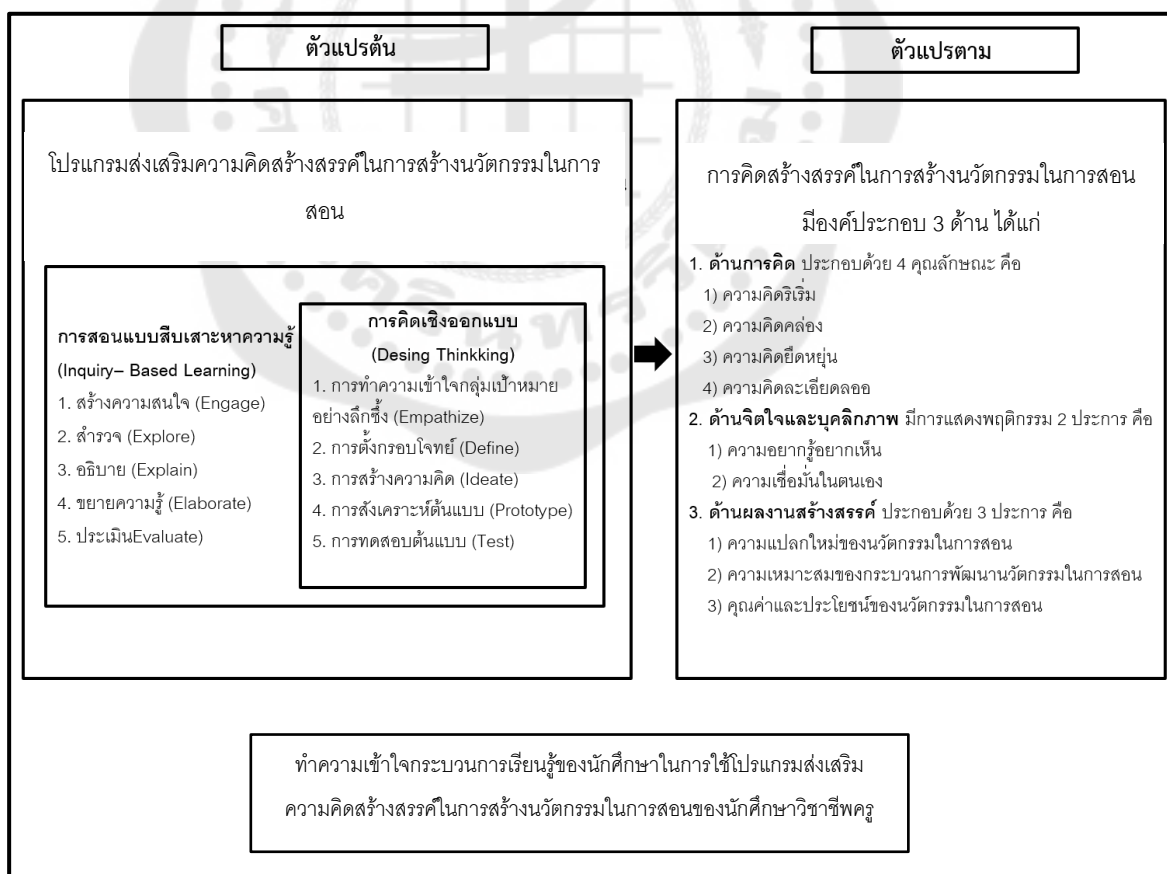 ตัวแปรต้น
ตัวแปรตาม
โปรแกรมส่งเสริมความคิดสร้างสรรค์ในการสร้างนวัตกรรมในการ
สอน
การสอนแบบสืบเสาะหาความรู้
(Inquiry– Based Learning)
1. สร้างความสนใจ (Engage)
2. สำรวจ (Explore)
3. อธิบาย (Explain)
4. ขยายความรู้ (Elaborate)
5. ประเมินEvaluate)
การคิดเชิงออกแบบ
(Desing Thinkking)
1. การทำความเข้าใจกลุ่มเป้าหมาย
อย่างลึกซึ้ง (Empathize)
2. การตั้งกรอบโจทย์ (Define)
3. การสร้างความคิด (Ideate)
4. การสังเคราะห์ต้นแบบ (Prototype)
5. การทดสอบต้นแบบ (Test)
การคิดสร้างสรรค์ในการสร้างนวัตกรรมในการสอน
มีองค์ประกอบ 3 ด้าน ได้แก่
1. ด้านการคิด ประกอบด้วย 4 คุณลักษณะ คือ
1) ความคิดริเริ่ม
2) ความคิดคล่อง
3) ความคิดยืดหยุ่น
4) ความคิดละเอียดลออ
2. ด้านจิตใจและบุคลิกภาพ มีการแสดงพฤติกรรม 2 ประการ คือ
1) ความอยากรู้อยากเห็น
2) ความเชื่อมั่นในตนเอง
3. ด้านผลงานสร้างสรรค์ ประกอบด้วย 3 ประการ คือ
1) ความแปลกใหม่ของนวัตกรรมในการสอน
2) ความเหมาะสมของกระบวนการพัฒนานวัตกรรมในการสอน
3) คุณค่าและประโยชน์ของนวัตกรรมในการสอน
ทำความเข้าใจกระบวนการเรียนรู้ของนักศึกษาในการใช้โปรแกรมส่งเสริม
ความคิดสร้างสรรค์ในการสร้างนวัตกรรมในการสอนของนักศึกษาวิชาชีพครู